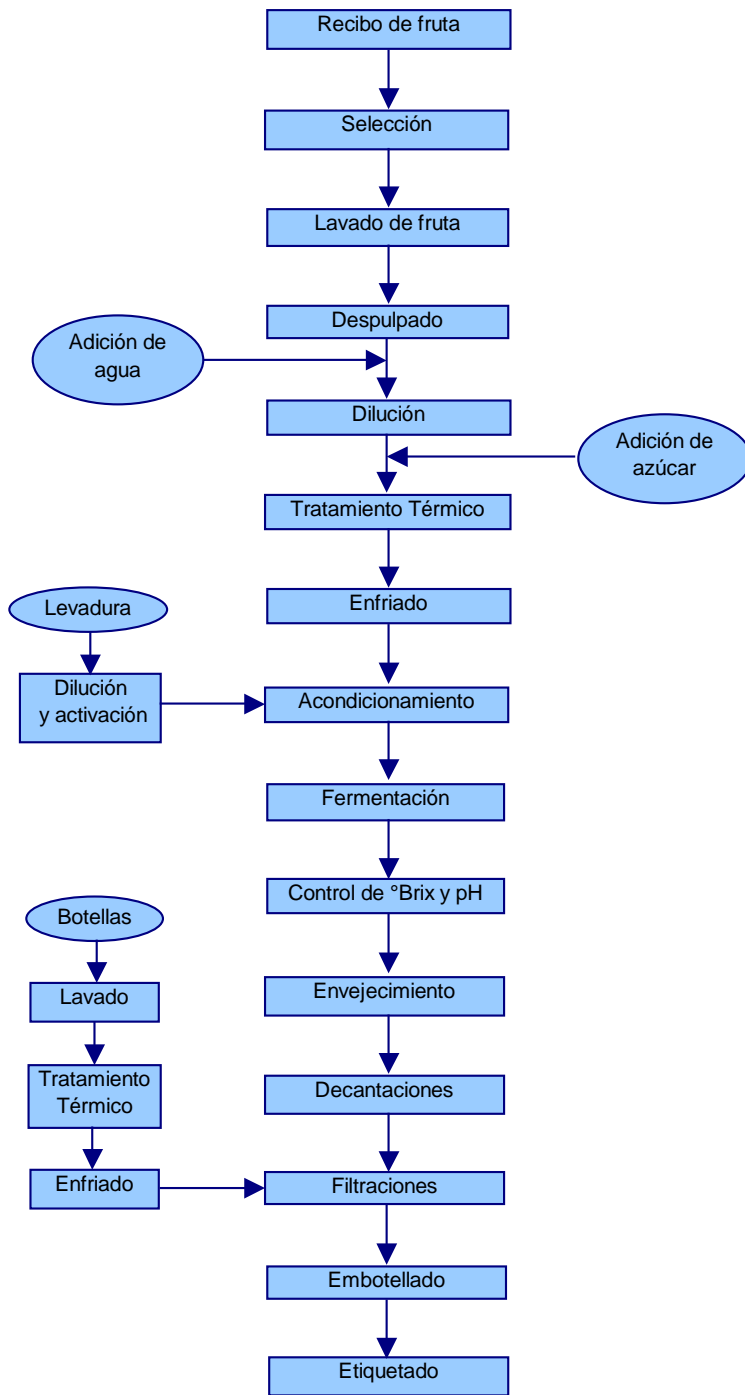 Recibo de fruta
Selección
Lavado de fruta
Despulpado
Adición de
agua
Dilución
Adición de
azúcar
Tratamiento Térmico
Enfriado
Levadura
Dilución
y activación
Acondicionamiento
Fermentación
Control de °Brix y pH
Botellas
Lavado
Envejecimiento
Tratamiento
Térmico
Decantaciones
Enfriado
Filtraciones
Embotellado
Etiquetado